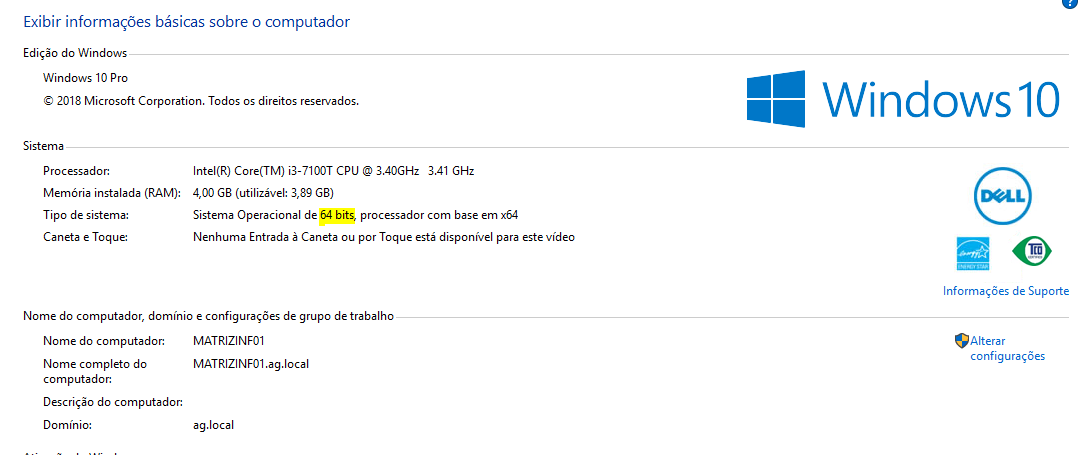 ?
Exibir informações básicas sobre o computador
Edição do Windows
Windows 10 Pro
© 2018 Microsoft Corporation. Todos os direitos reservados.
Windows 10
Sistema
Processador: Intel(R) Core(TM) i3-7100T CPU @ 3.40GHz 3.41 GHz
Memória instalada (RAM): 4,00 GB (utilizável: 3,89 GB)
Tipo de sistema: Sistema Operacional de 64 bits, processador com base em x64
Caneta e Toque: Nenhuma Entrada à Caneta ou por Toque está disponível para este vídeo
DELL
ENERGY STAR
TCO
Informações de Suporte
Nome do computador, domínio e configurações de grupo de trabalho
Nome do computador: MATRIZINF01
Alterar
configurações
Nome completo do
computador: MATRIZINF01.ag.local
Descrição do computador:
Domínio: ag.local